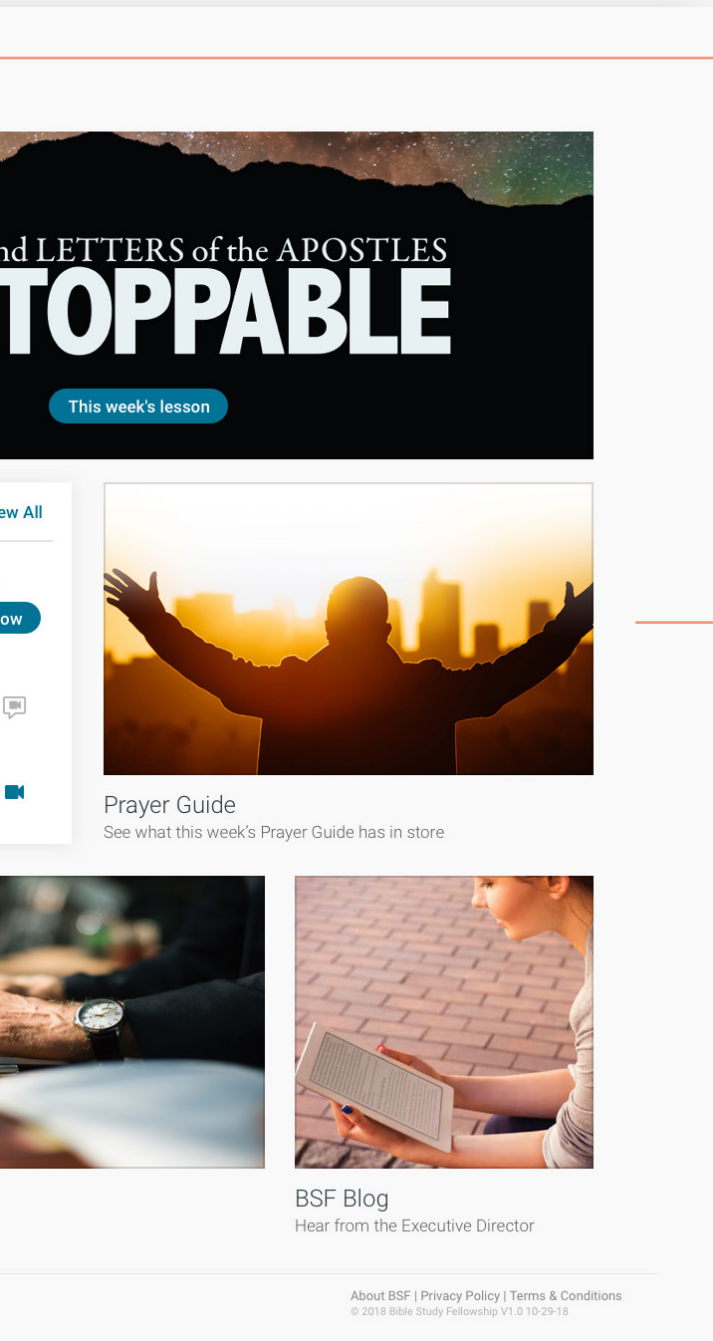 nd LETTERS of the APOSTLES
TOPPABLE
This week's lesson
ew All
ow
Prayer Guide
See what this week’s Prayer Guide has in store
BSF Blog
Hear from the Executive Director
About BSF | Privacy Policy | Terms & Conditions
© 2018 Bible Study Fellowship V1.0 10-29-18